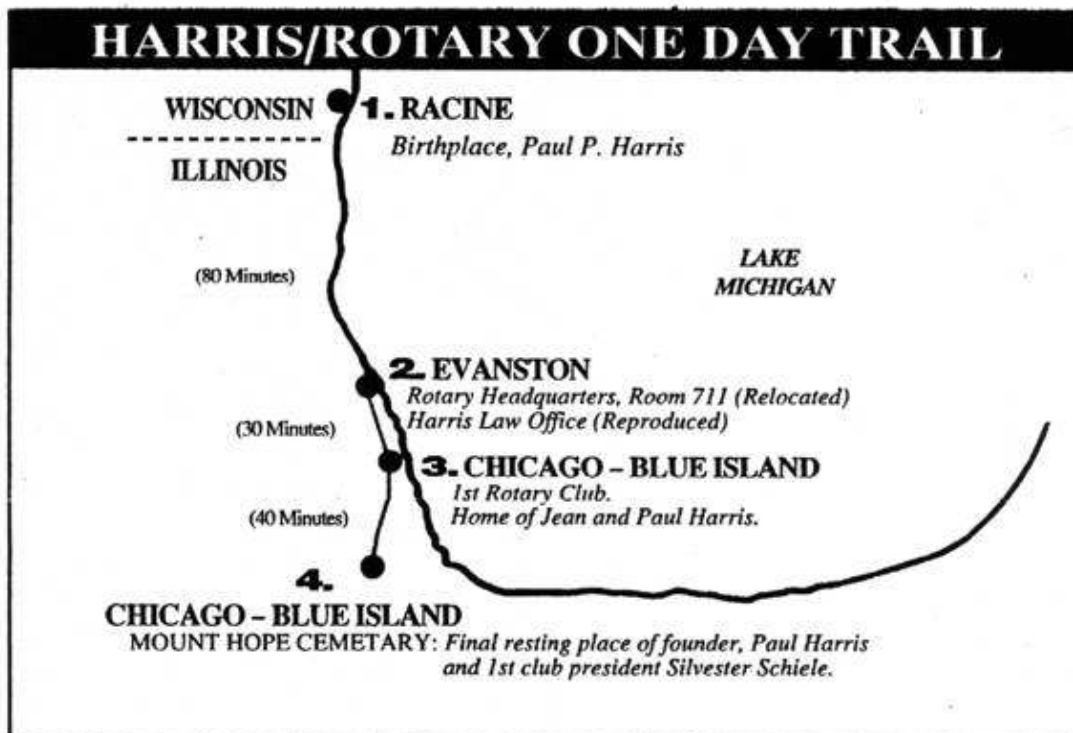 HARRIS/ROTARY ONE DAY TRAIL
WISCONSIN
1. RACINE
Birthplace, Paul P. Harris
ILLINOIS
(80 Minutes)
LAKE
MICHIGAN
2. EVANSTON
Rotary Headquarters, Room 711 (Relocated)
Harris Law Office (Reproduced)
(30 Minutes)
3. CHICAGO – BLUE ISLAND
1st Rotary Club.
Home of Jean and Paul Harris.
(40 Minutes)
4.
CHICAGO – BLUE ISLAND
MOUNT HOPE CEMETARY: Final resting place of founder, Paul Harris
and 1st club president Silvester Schiele.